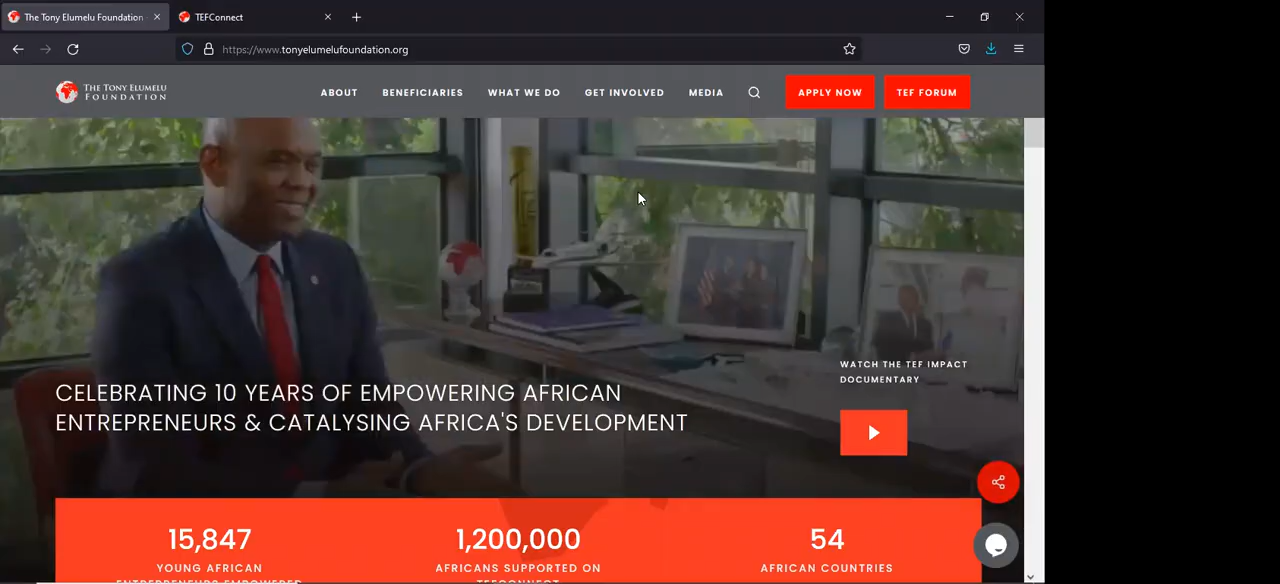 The Tony Elumelu Foundation
TEFConnect
https://www.tonyelumelufoundation.org
THE TONY ELUMELU
FOUNDATION
ABOUT
BENEFICIARIES
WHAT WE DO
GET INVOLVED
MEDIA
APPLY NOW
TEF FORUM
WATCH THE TEF IMPACT
DOCUMENTARY
CELEBRATING 10 YEARS OF EMPOWERING AFRICAN
ENTREPRENEURS & CATALYSING AFRICA'S DEVELOPMENT
15,847
YOUNG AFRICAN
ENTREPRENEURS EMPOWERED
1,200,000
AFRICANS SUPPORTED ON
TEFCONNECT
54
AFRICAN COUNTRIES